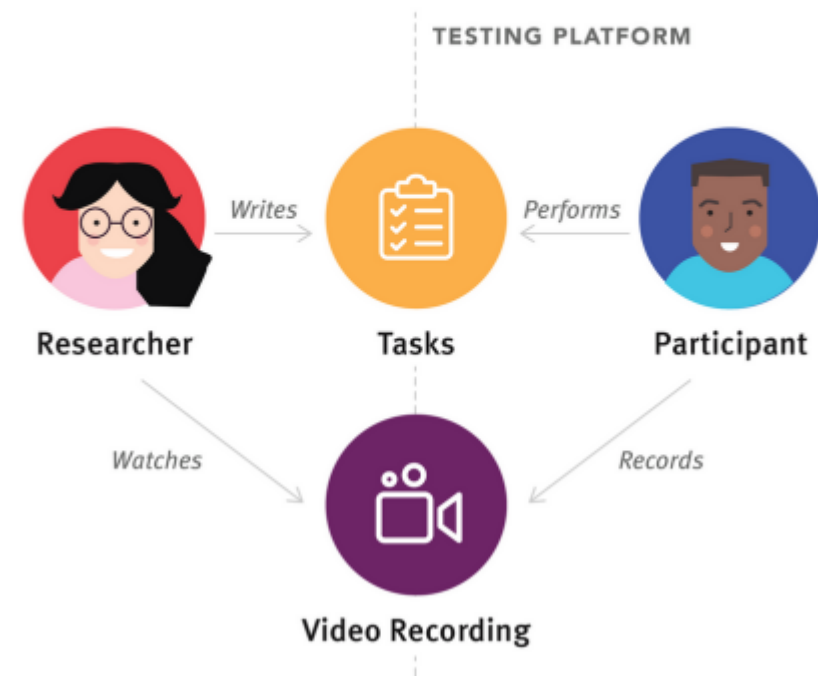 TESTING PLATFORM
Writes
Performs
Researcher
Tasks
Participant
Watches
Records
Video Recording